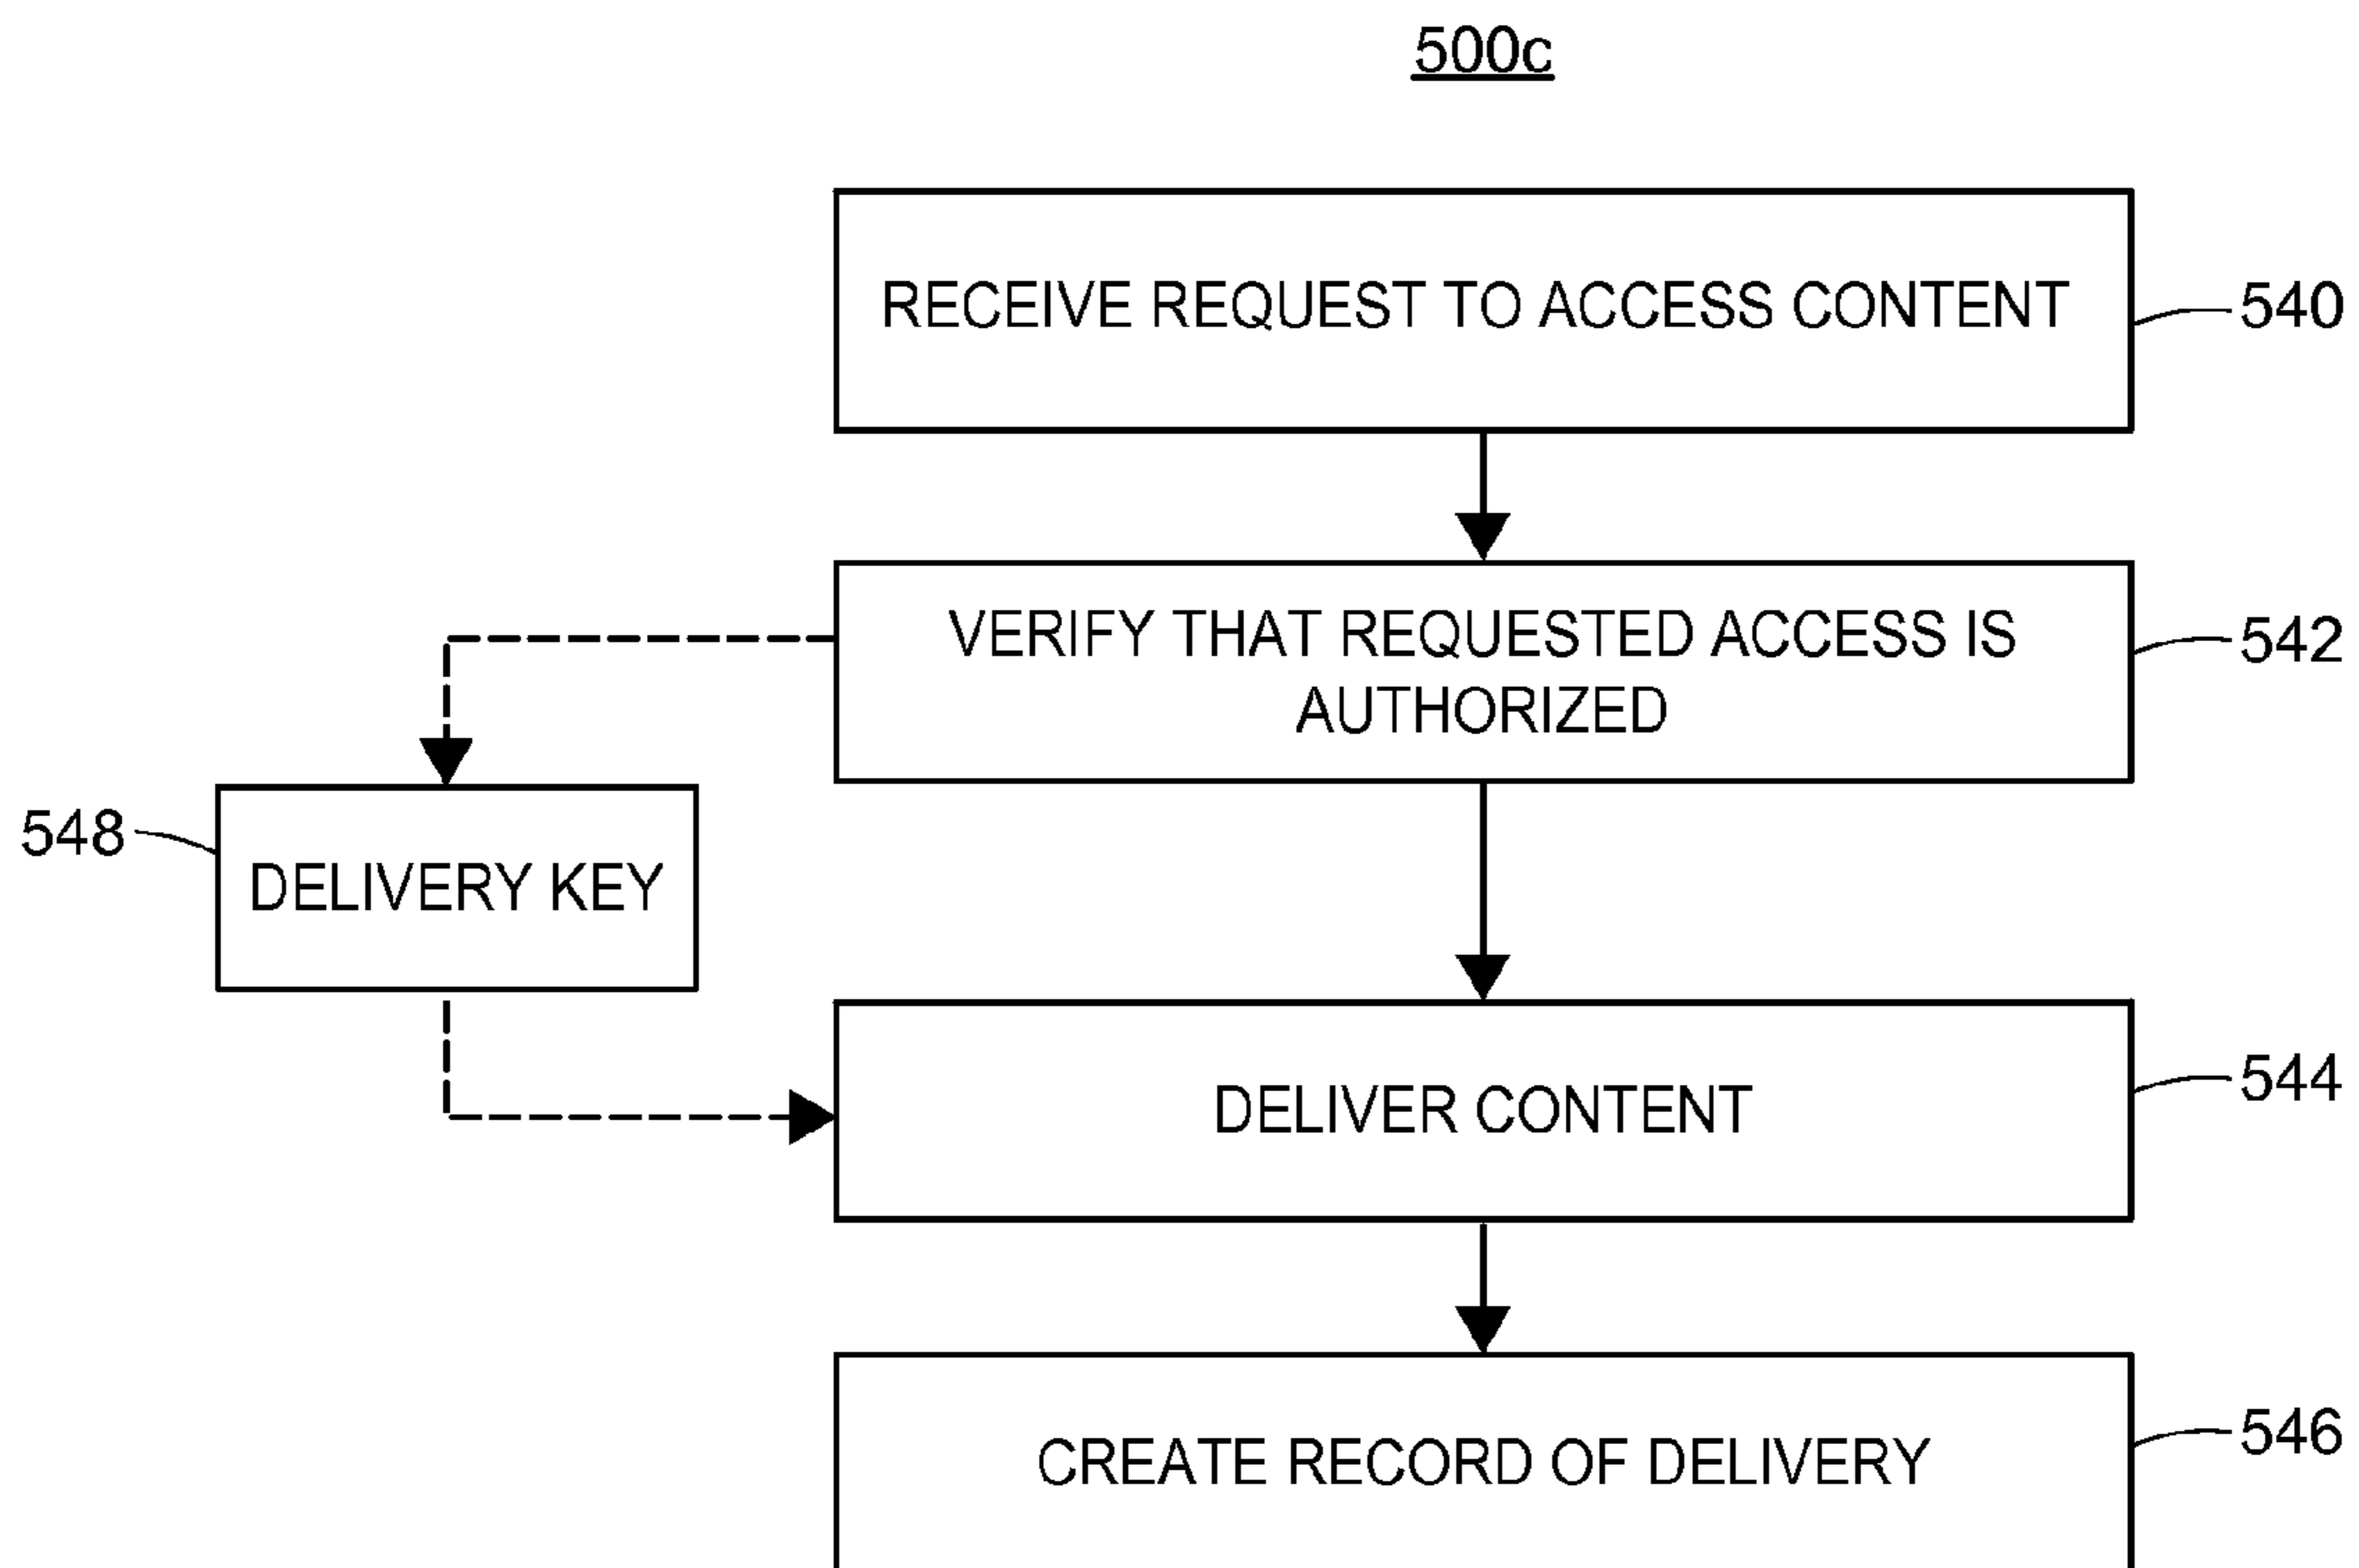 500c
RECEIVE REQUEST TO ACCESS CONTENT
540
VERIFY THAT REQUESTED ACCESS IS
AUTHORIZED
542
548
DELIVERY KEY
DELIVER CONTENT
544
CREATE RECORD OF DELIVERY
546